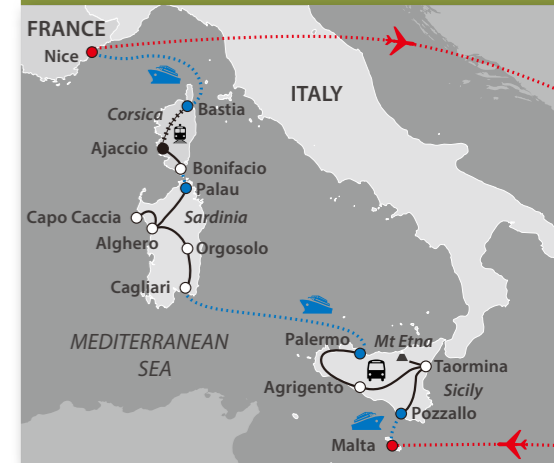 FRANCE
Nice
ITALY
Corsica
Bastia
Ajaccio
Bonifacio
Palau
Capo Caccia
Sardinia
Alghero
Orgosolo
Cagliari
MEDITERRANEAN
SEA
Palermo
Mt Etna
Taormina
Agrigento
Sicily
Pozzallo
Malta